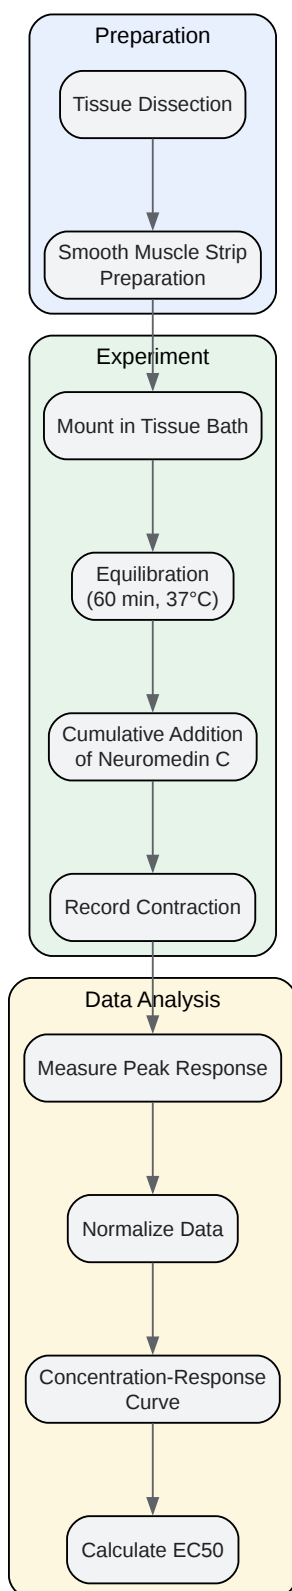 Preparation
Tissue Dissection
Smooth Muscle Strip
Preparation
Experiment
Mount in Tissue Bath
Equilibration
(60 min, 37°C)
Cumulative Addition
of Neuromedin C
Record Contraction
Data Analysis
Measure Peak Response
Normalize Data
Concentration-Response
Curve
Calculate EC50